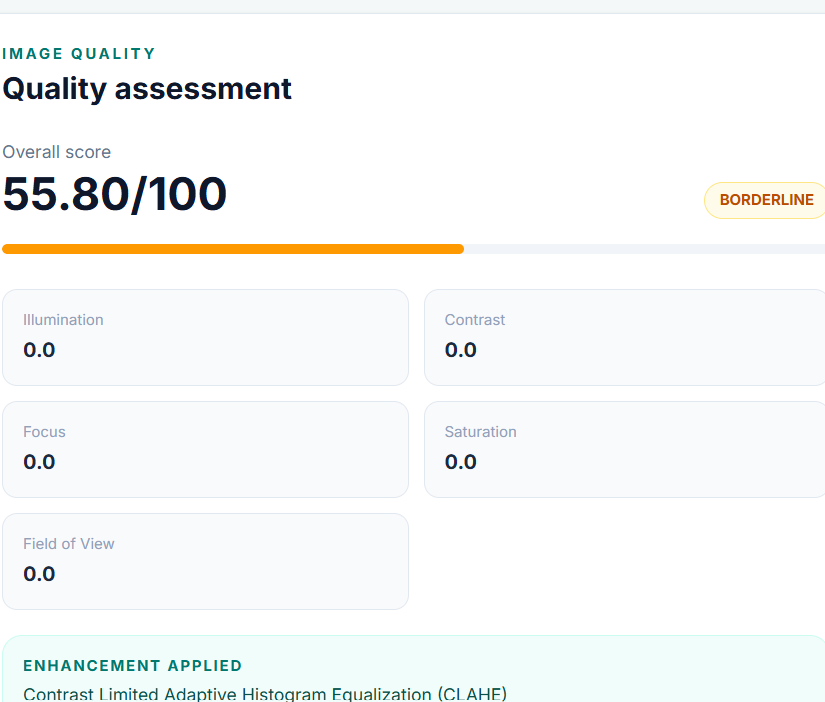 IMAGE QUALITY
Quality assessment
Overall score
55.80/100
BORDERLINE
Illumination
0.0
Contrast
0.0
Focus
0.0
Saturation
0.0
Field of View
0.0
ENHANCEMENT APPLIED
Contrast Limited Adaptive Histogram Equalization (CLAHE)